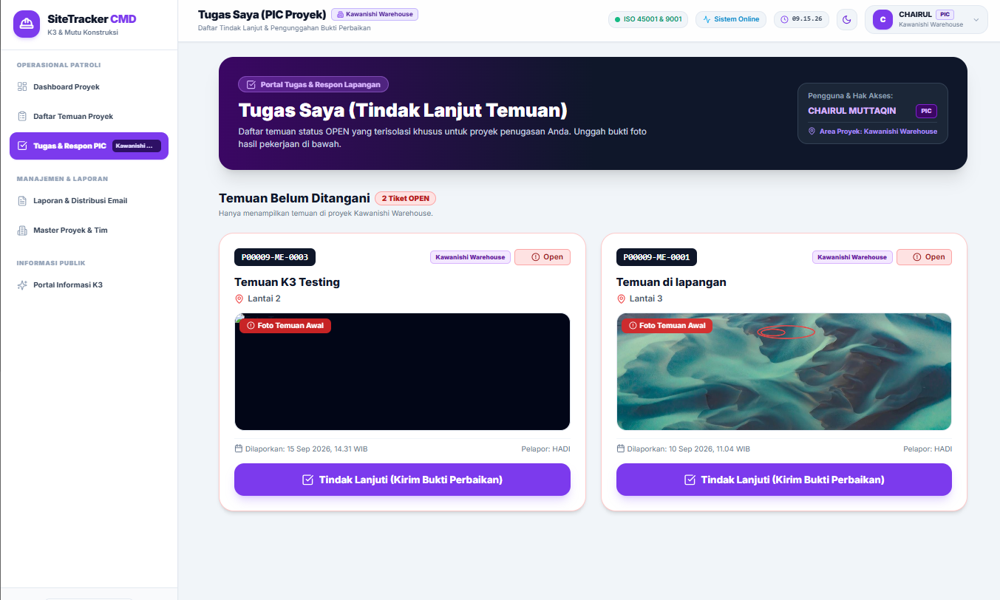 SiteTracker CMD
K3 & Mutu Konstruksi
OPERASIONAL PATROLI
Dashboard Proyek
Daftar Temuan Proyek
Tugas & Respon PIC
Kawanishi ...
MANAJEMEN & LAPORAN
Laporan & Distribusi Email
Master Proyek & Tim
INFORMASI PUBLIK
Portal Informasi K3
Tugas Saya (PIC Proyek)
Kawanishi Warehouse
Daftar Tindak Lanjut & Pengunggahan Bukti Perbaikan
ISO 45001 & 9001
Sistem Online
09.15.26
C
CHAIRUL
PIC
Kawanishi Warehouse
Portal Tugas & Respon Lapangan
Tugas Saya (Tindak Lanjut Temuan)
Daftar temuan status OPEN yang terisolasi khusus untuk proyek penugasan Anda. Unggah bukti foto
hasil pekerjaan di bawah.
Pengguna & Hak Akses:
CHAIRUL MUTTAQIN
PIC
Area Proyek: Kawanishi Warehouse
Temuan Belum Ditangani
2 Tiket OPEN
Hanya menampilkan temuan di proyek Kawanishi Warehouse.
P00009-ME-0003
Kawanishi Warehouse
Open
Temuan K3 Testing
Lantai 2
Foto Temuan Awal
Dilaporkan: 15 Sep 2026, 14.31 WIB
Pelapor: HADI
Tindak Lanjuti (Kirim Bukti Perbaikan)
P00009-ME-0001
Kawanishi Warehouse
Open
Temuan di lapangan
Lantai 3
Foto Temuan Awal
Dilaporkan: 10 Sep 2026, 11.04 WIB
Pelapor: HADI
Tindak Lanjuti (Kirim Bukti Perbaikan)